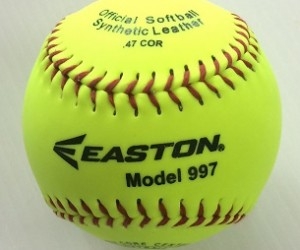 Official Softball
Synthetic Leather
.47 COR
EASTON.
Model 997